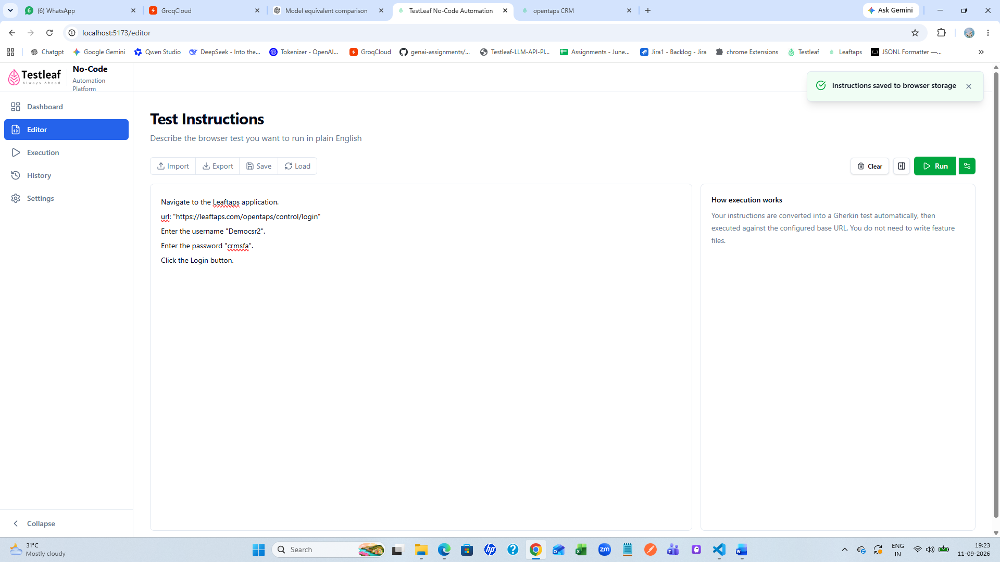 6
(6) WhatsApp
GroqCloud
Model equivalent comparison
TestLeaf No-Code Automation
opentaps CRM
Ask Gemini
localhost:5173/editor
Chatgpt
Google Gemini
Qwen Studio
DeepSeek - Into the...
Tokenizer - OpenAI...
GroqCloud
genai-assignments/...
Testleaf-LLM-API-Pl...
Assignments - June...
Jira1 - Backlog - Jira
chrome Extensions
Testleaf
Leaftaps
JSONL Formatter —...
Testleaf
Always Ahead
No-Code
Automation
Platform
Instructions saved to browser storage
Dashboard
Editor
Execution
History
Settings
Collapse
Test Instructions
Describe the browser test you want to run in plain English
Import
Export
Save
Load
Clear
Run
Navigate to the Leaftaps application.
url: "https://leaftaps.com/opentaps/control/login"
Enter the username "Democsr2".
Enter the password "crmsfa".
Click the Login button.
How execution works
Your instructions are converted into a Gherkin test automatically, then
executed against the configured base URL. You do not need to write feature
files.
31°C
Mostly cloudy
Search
hp
zm
ENG
IN
19:23
11-09-2026